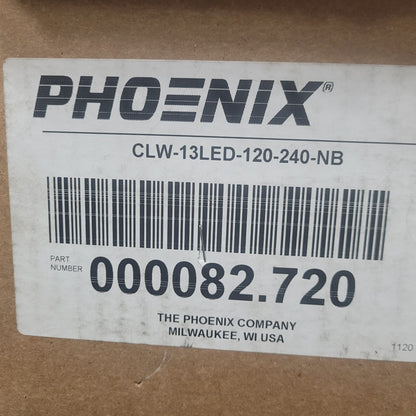 PHOENIX®
CLW-13LED-120-240-NB
PART
NUMBER
000082.720
THE PHOENIX COMPANY
MILWAUKEE, WI USA
1120